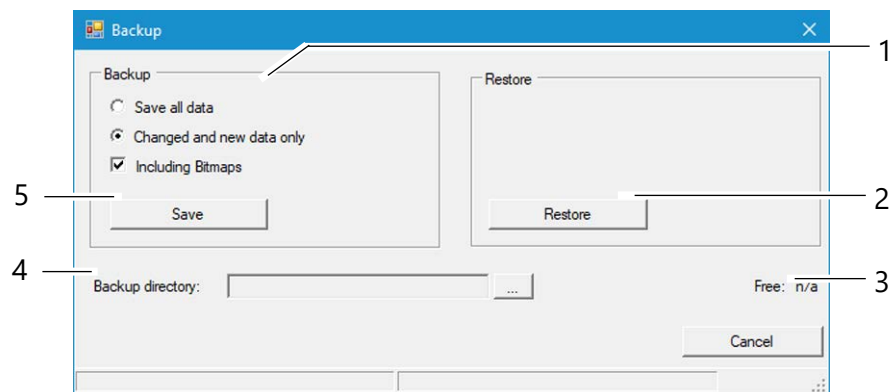 Backup
1
Backup
Restore
Save all data
Changed and new data only
Including Bitmaps
5
2
Save
Restore
4
3
Backup directory:
...
Free: n/a
Cancel